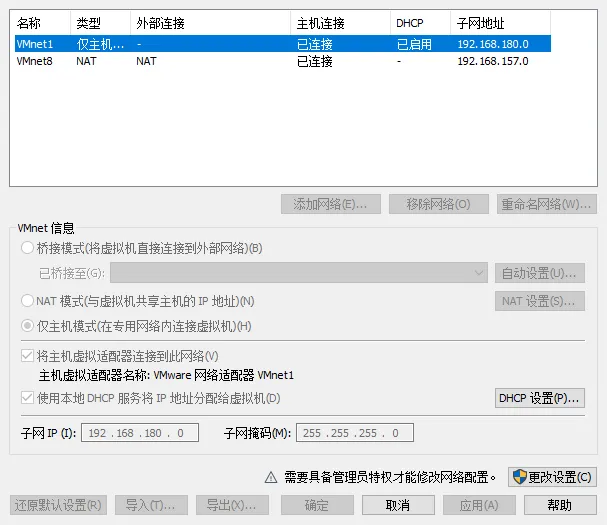 名称 类型 外部连接 主机连接 DHCP 子网地址
VMnet1 仅主机... - 已连接 已启用 192.168.180.0
VMnet8 NAT NAT 已连接 - 192.168.157.0
添加网络(E)... 移除网络(O) 重命名网络(W)...
VMnet 信息
桥接模式(将虚拟机直接连接到外部网络)(B)
已桥接至(G): 自动设置(U)...
NAT 模式(与虚拟机共享主机的 IP 地址)(N) NAT 设置(S)...
仅主机模式(在专用网络内连接虚拟机)(H)
将主机虚拟适配器连接到此网络(V)
主机虚拟适配器名称: VMware 网络适配器 VMnet1
使用本地 DHCP 服务将 IP 地址分配给虚拟机(D) DHCP 设置(P)...
子网 IP (I): 192 . 168 . 180 . 0 子网掩码(M): 255 . 255 . 255 . 0
需要具备管理员特权才能修改网络配置。 更改设置(C)
还原默认设置(R) 导入(T)... 导出(X)... 确定 取消 应用(A) 帮助